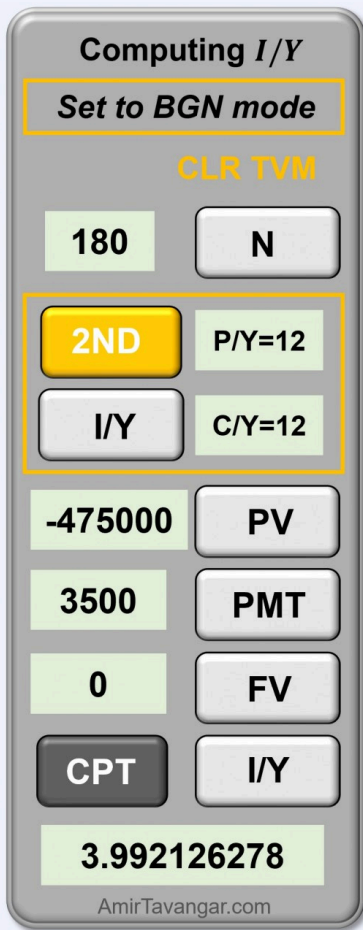 Computing I/Y
Set to BGN mode
CLR TVM
180 N
2ND P/Y=12
I/Y C/Y=12
-475000 PV
3500 PMT
0 FV
CPT I/Y
3.992126278
AmirTavangar.com